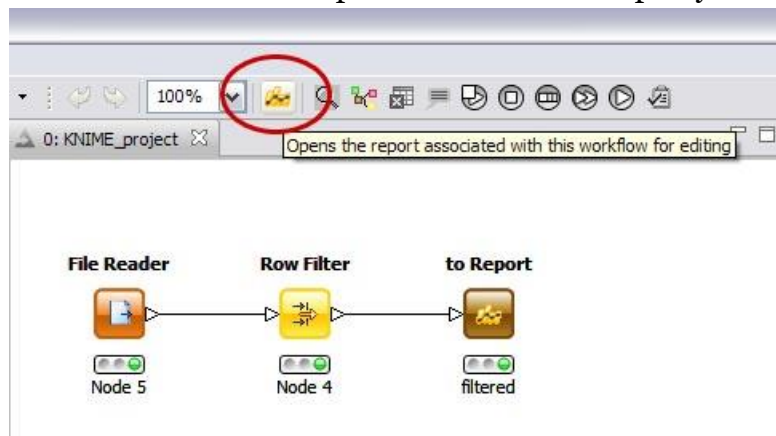 100%
0: KNIME_project
Opens the report associated with this workflow for editing
File Reader Row Filter to Report
Node 5 Node 4 filtered